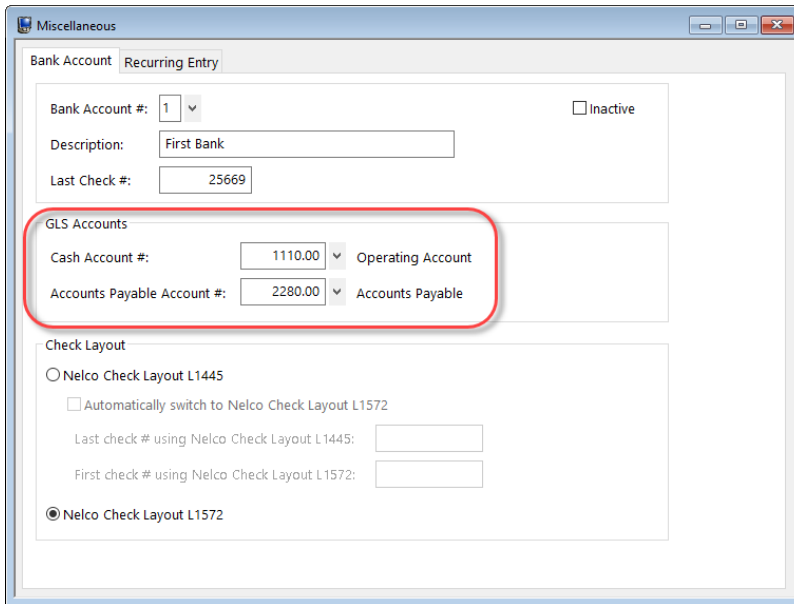 Miscellaneous
Bank Account Recurring Entry
Bank Account #: 1 Inactive
Description: First Bank
Last Check #: 25669
GLS Accounts
Cash Account #: 1110.00 Operating Account
Accounts Payable Account #: 2280.00 Accounts Payable
Check Layout
Nelco Check Layout L1445
Automatically switch to Nelco Check Layout L1572
Last check # using Nelco Check Layout L1445:
First check # using Nelco Check Layout L1572:
Nelco Check Layout L1572